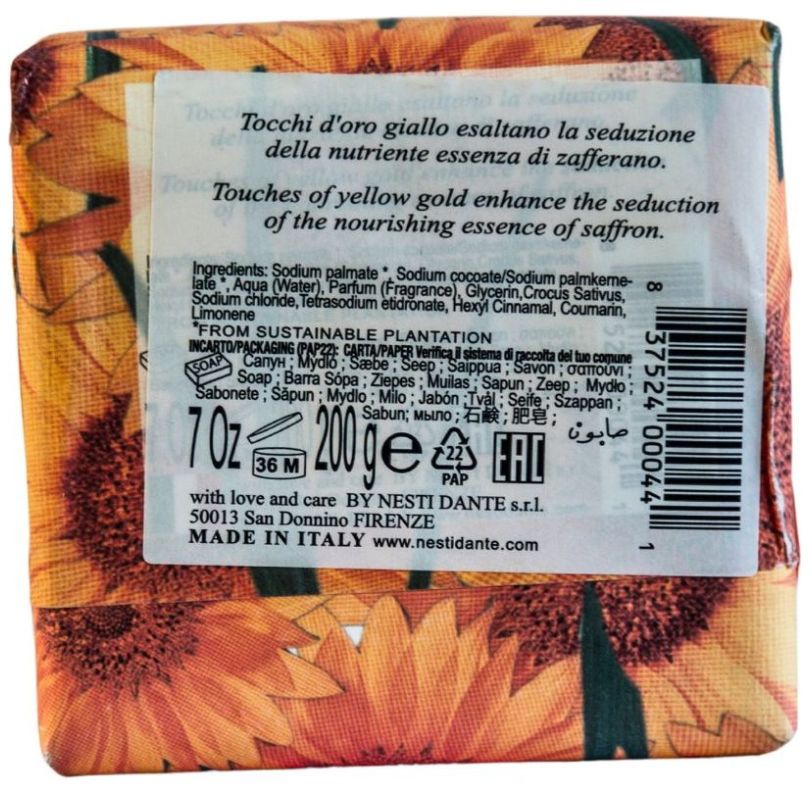 Tocchi d'oro giallo esaltano la seduzione
della nutriente essenza di zafferano.
Touches of yellow gold enhance the seduction
of the nourishing essence of saffron.
Ingredients: Sodium palmate *, Sodium cocoate/Sodium palmkerne-
late *, Aqua (Water), Parfum (Fragrance), Glycerin,Crocus Sativus,
Sodium chloride,Tetrasodium etidronate, Hexyl Cinnamal, Coumarin,
Limonene
*FROM SUSTAINABLE PLANTATION
INCARTO/PACKAGING (PAP22): CARTA/PAPER Verifica il sistema di raccolta del tuo comune
SOAP Сапун ; Mýdlo ; Sæbe ; Seep ; Saippua ; Savon ; σαπούνι ;
Soap ; Barra Sópa ; Ziepes ; Muilas ; Sapun ; Zeep ; Mydło ;
Sabonete ; Săpun ; Mydlo ; Milo ; Jabón ;Tvål ; Seife ; Szappan ;
Sabun; мыло ; 石鹸 ; 肥皂 ; صابون
7 Oz 36 M 200 g e 22 PAP EAC
with love and care BY NESTI DANTE s.r.l.
50013 San Donnino FIRENZE
MADE IN ITALY www.nestidante.com
8 37524 00044 1